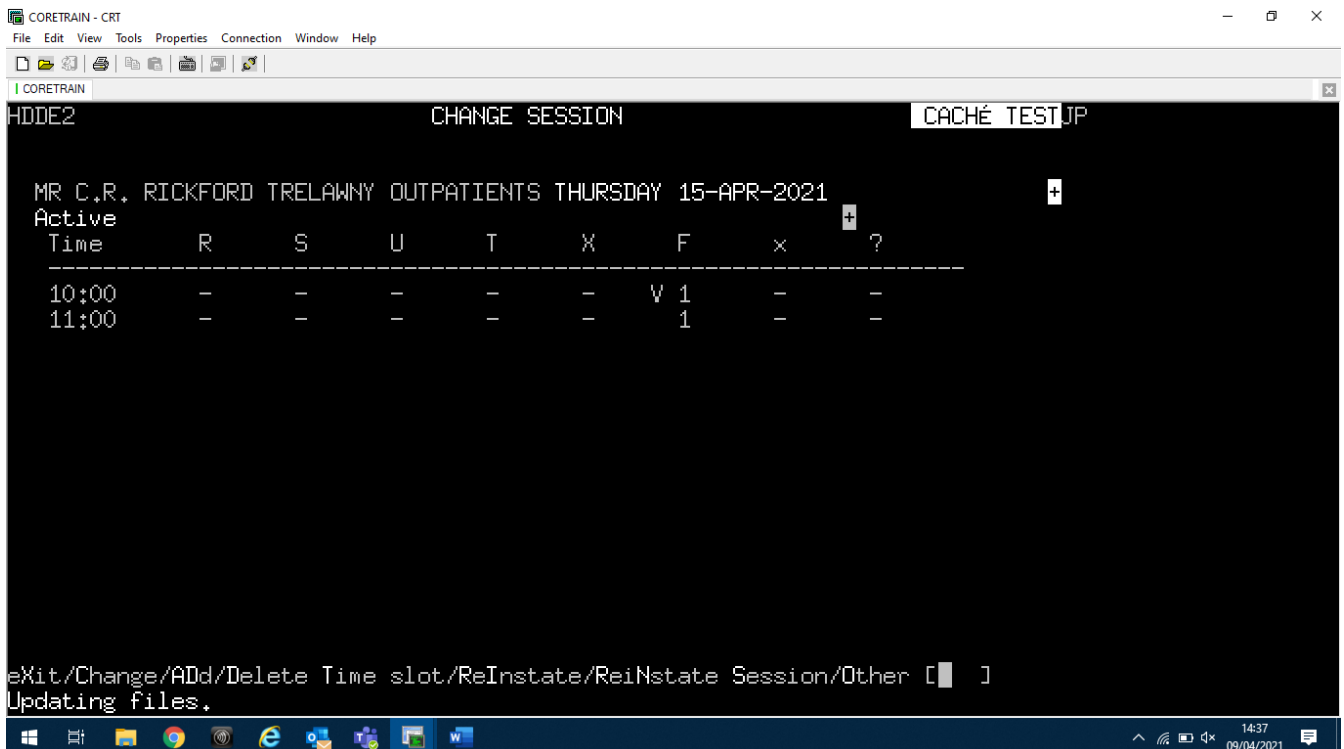 CORETRAIN - CRT
File Edit View Tools Properties Connection Window Help
CORETRAIN
HDDE2 CHANGE SESSION CACHÉ TESTJP
MR C.R. RICKFORD TRELAWNY OUTPATIENTS THURSDAY 15-APR-2021 +
Active +
Time R S U T X F x ?
--------------------------------------------------------------------
10:00 - - - - - V 1 - -
11:00 - - - - - 1 - -
eXit/Change/ADd/Delete Time slot/ReInstate/ReiNstate Session/Other [ ]
Updating files.
14:37
09/04/2021